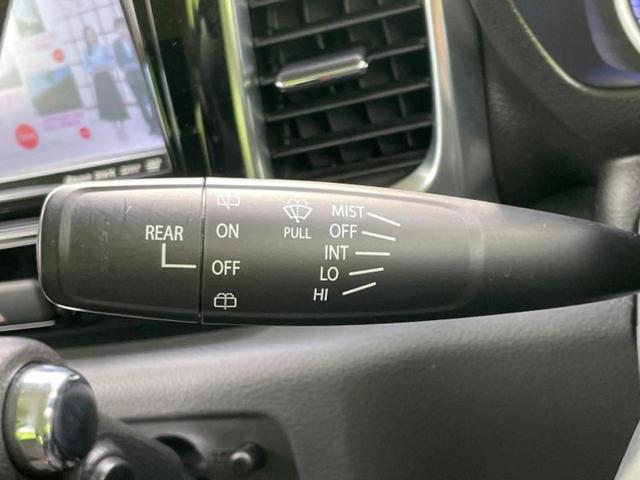 MIST
REAR ON PULL OFF
INT
OFF LO
HI